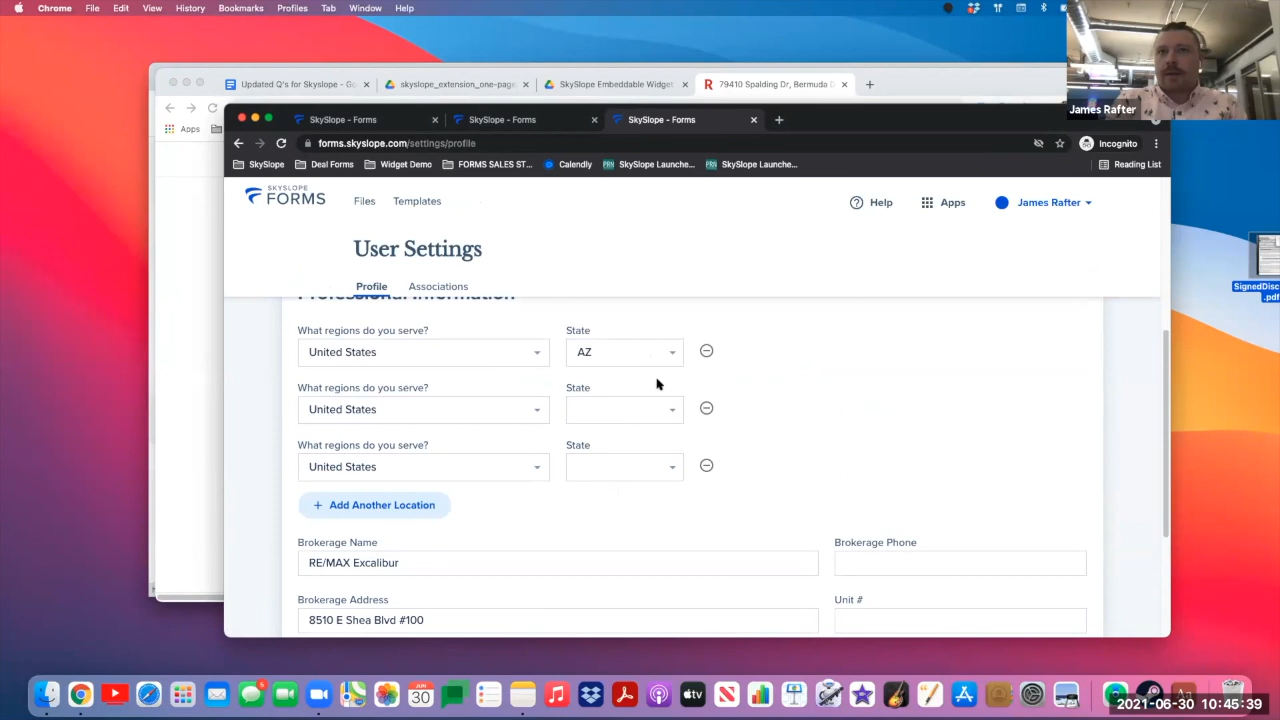 Chrome File Edit View History Bookmarks Profiles Tab Window Help
James Rafter
Updated Q's for Skyslope - Go
extension_one-page
SkySlope Embeddable Widget
79410 Spalding Dr, Bermuda D
Apps
SkySlope - Forms
SkySlope - Forms
SkySlope - Forms
forms.skyslope.com/settings/profile
Incognito
SkySlope
Deal Forms
Widget Demo
FORMS SALES ST...
Calendly
SkySlope Launche...
SkySlope Launche...
Reading List
SKYSLOPE
FORMS
Files
Templates
Help
Apps
James Rafter
User Settings
Profile
Associations
Professional Information
What regions do you serve?
State
United States
AZ
What regions do you serve?
State
United States
What regions do you serve?
State
United States
+ Add Another Location
Brokerage Name
Brokerage Phone
RE/MAX Excalibur
Brokerage Address
Unit #
8510 E Shea Blvd #100
SignedDisc
.pdf
JUN
30
2021-06-30 10:45:39